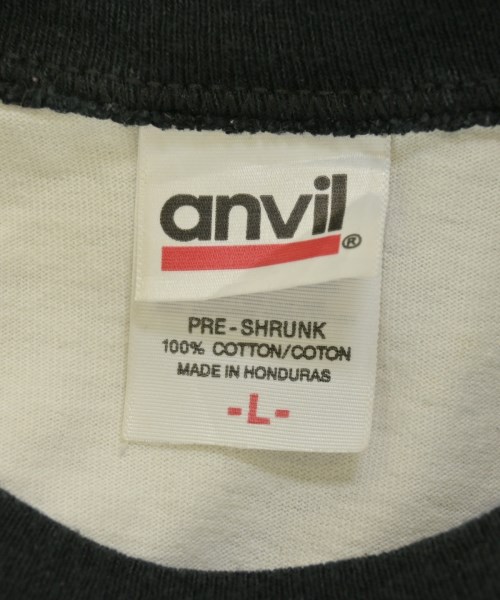 anvil®
PRE-SHRUNK
100% COTTON/COTON
MADE IN HONDURAS
-L-